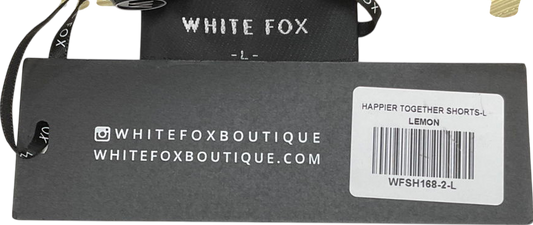 WHITE FOX
-L-
WHITEFOXBOUTIQUE
WHITEFOXBOUTIQUE.COM
HAPPIER TOGETHER SHORTS-L
LEMON
WFSH168-2-L